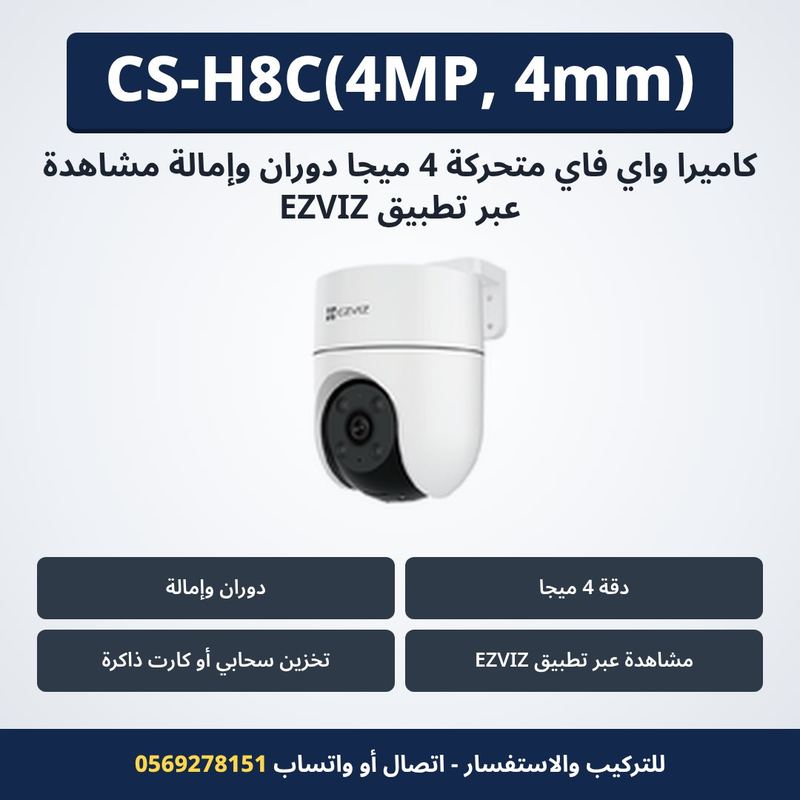 CS-H8C(4MP, 4mm)
كاميرا واي فاي متحركة 4 ميجا دوران وإمالة مشاهدة
عبر تطبيق EZVIZ
EZVIZ
دقة 4 ميجا
دوران وإمالة
مشاهدة عبر تطبيق EZVIZ
تخزين سحابي أو كارت ذاكرة
للتركيب والاستفسار - اتصال أو واتساب 0569278151